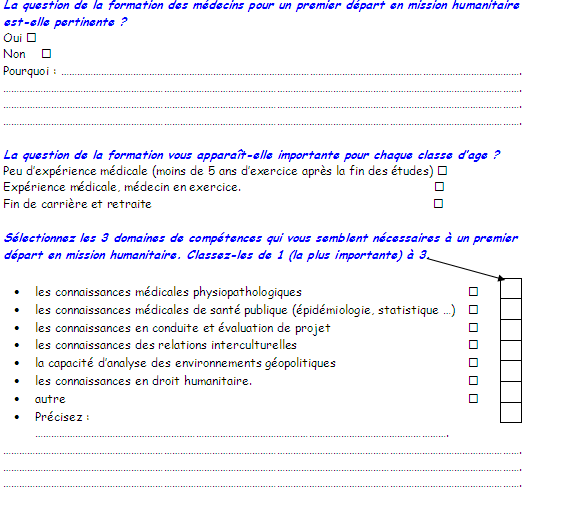 La question de la formation des médecins pour un premier départ en mission humanitaire
est-elle pertinente ?
Oui ☐
Non ☐
Pourquoi : ……………………………………………………………………………………………………………………………………….
……………………………………………………………………………………………………………………………………………………….
……………………………………………………………………………………………………………………………………………………….
……………………………………………………………………………………………………………………………………………………….
La question de la formation vous apparaît-elle importante pour chaque classe d'age ?
Peu d'expérience médicale (moins de 5 ans d'exercice après la fin des études) ☐
Expérience médicale, médecin en exercice. ☐
Fin de carrière et retraite ☐
Sélectionnez les 3 domaines de compétences qui vous semblent nécessaires à un premier
départ en mission humanitaire. Classez-les de 1 (la plus importante) à 3.
• les connaissances médicales physiopathologiques ☐
• les connaissances médicales de santé publique (épidémiologie, statistique …) ☐
• les connaissances en conduite et évaluation de projet ☐
• les connaissances des relations interculturelles ☐
• la capacité d'analyse des environnements géopolitiques ☐
• les connaissances en droit humanitaire. ☐
• autre ☐
• Précisez :
……………………………………………………………………………………………………………………….
……………………………………………………………………………………………………………………………………………………….
……………………………………………………………………………………………………………………………………………………….
……………………………………………………………………………………………………………………………………………………….